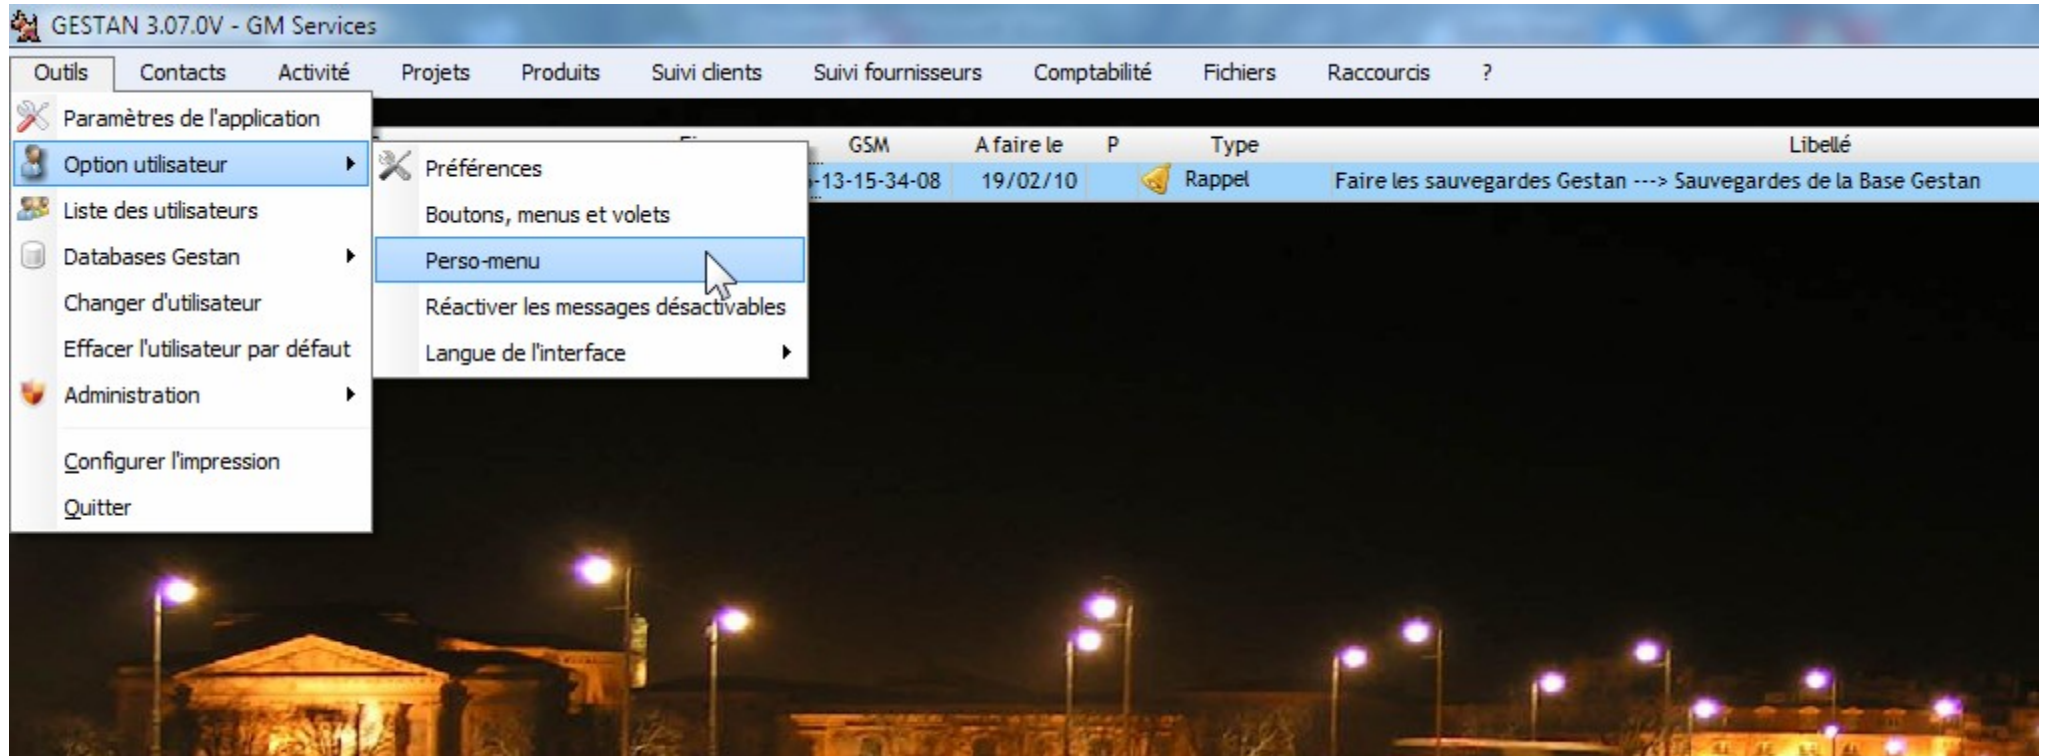 GESTAN 3.07.0V - GM Services
Outils Contacts Activité Projets Produits Suivi clients Suivi fournisseurs Comptabilité Fichiers Raccourcis ?
Paramètres de l'application
Option utilisateur
Liste des utilisateurs
Databases Gestan
Changer d'utilisateur
Effacer l'utilisateur par défaut
Administration
Configurer l'impression
Quitter
Préférences
Boutons, menus et volets
Perso-menu
Réactiver les messages désactivables
Langue de l'interface
GSM A faire le P Type Libellé
-13-15-34-08 19/02/10 Rappel Faire les sauvegardes Gestan ---> Sauvegardes de la Base Gestan